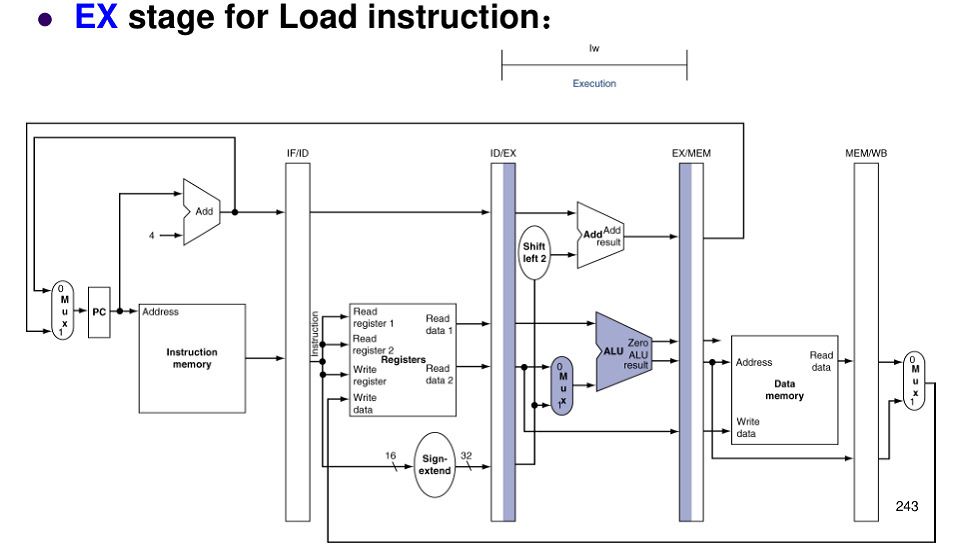 ● EX stage for Load instruction：
lw
Execution
IF/ID
ID/EX
EX/MEM
MEM/WB
Add
4
Shift
left 2
Add Add
result
0
M
u
x
1
PC
Address
Instruction
memory
Instruction
Read
register 1
Read
register 2
Registers
Write
register
Write
data
Read
data 1
Read
data 2
16
Sign-
extend
32
0
M
u
x
1
ALU
Zero
ALU
result
Address
Read
data
Data
memory
Write
data
0
M
u
x
1
243